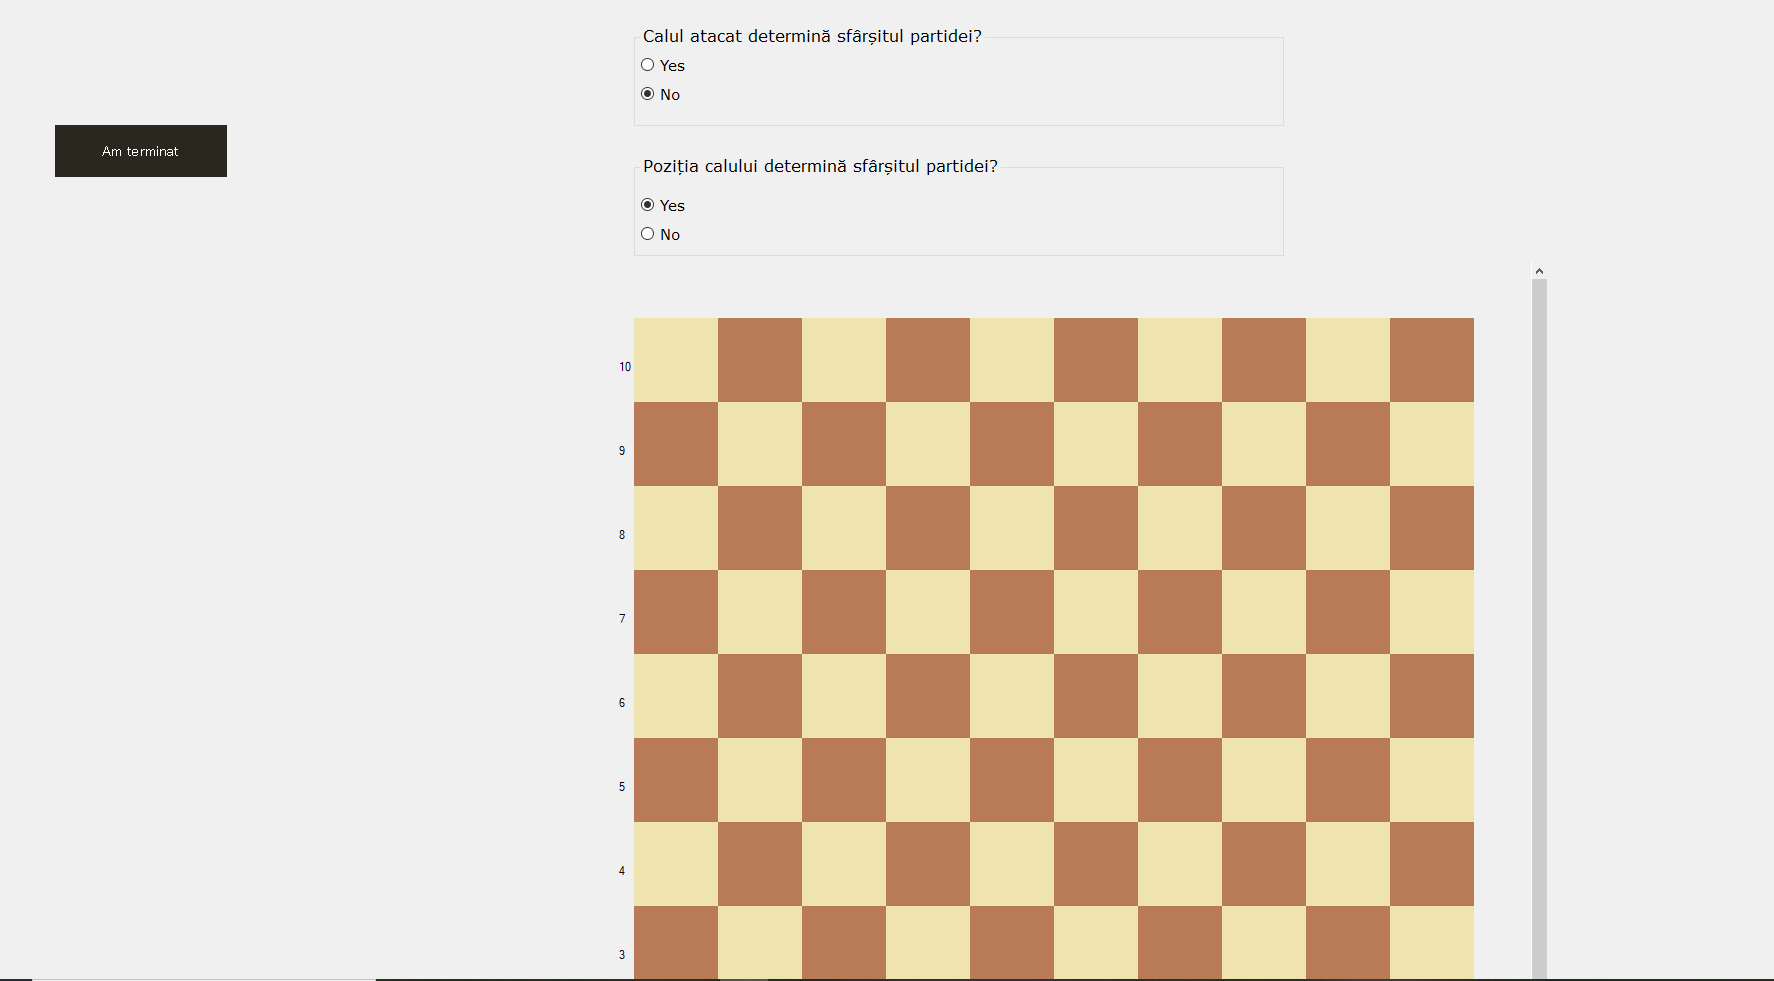 Calul atacat determină sfârșitul partidei?
Yes
No
Am terminat
Poziția calului determină sfârșitul partidei?
Yes
No
10
9
8
7
6
5
4
3